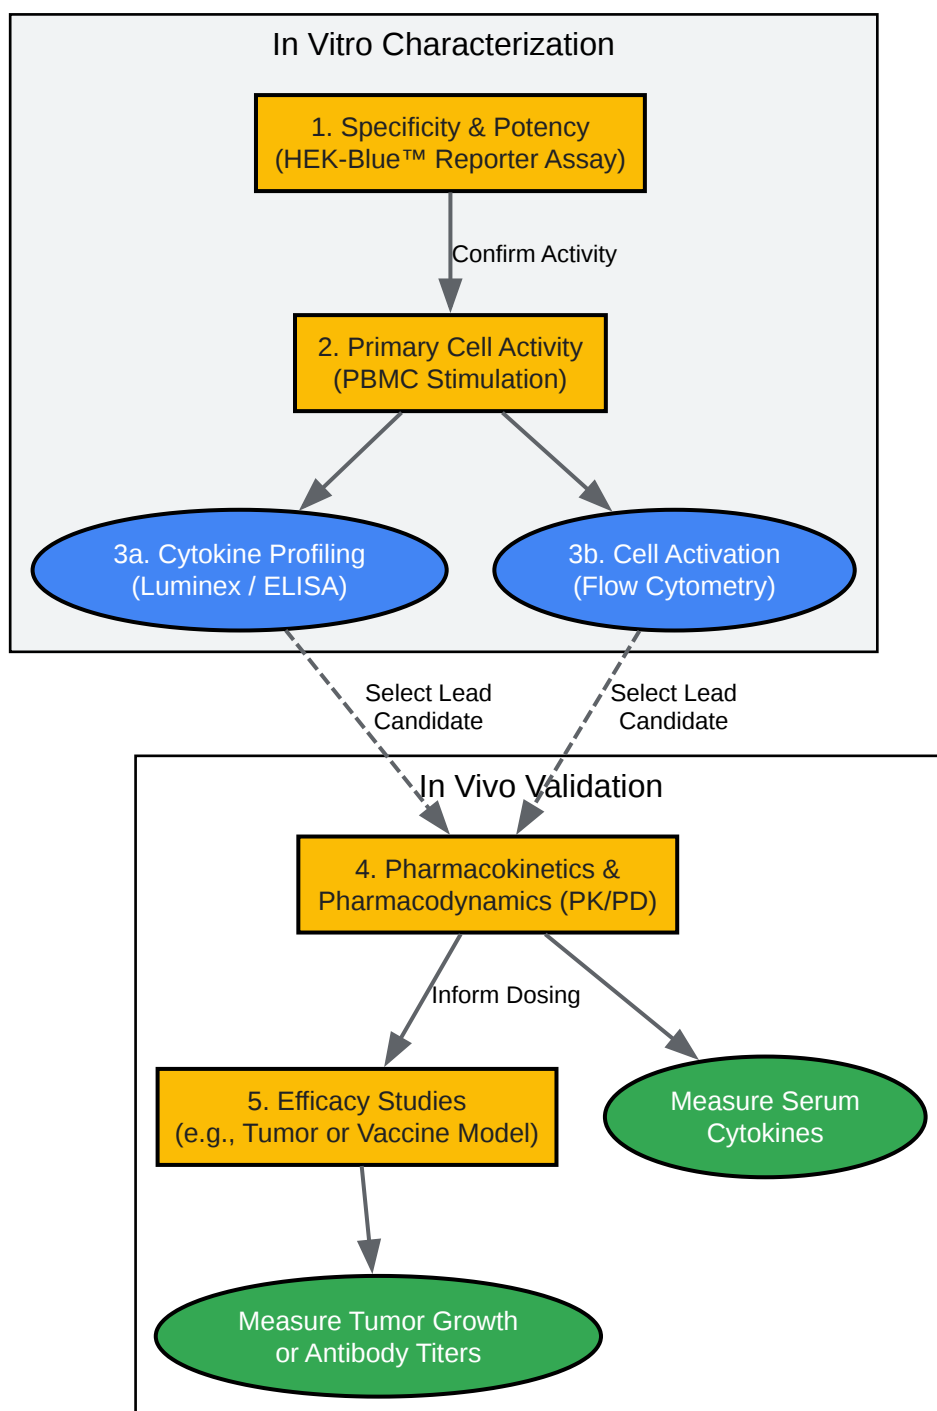 In Vitro Characterization
1. Specificity & Potency
(HEK-Blue™ Reporter Assay)
Confirm Activity
2. Primary Cell Activity
(PBMC Stimulation)
3a. Cytokine Profiling
(Luminex / ELISA)
3b. Cell Activation
(Flow Cytometry)
Select Lead
Candidate
Select Lead
Candidate
In Vivo Validation
4. Pharmacokinetics &
Pharmacodynamics (PK/PD)
Inform Dosing
5. Efficacy Studies
(e.g., Tumor or Vaccine Model)
Measure Serum
Cytokines
Measure Tumor Growth
or Antibody Titers